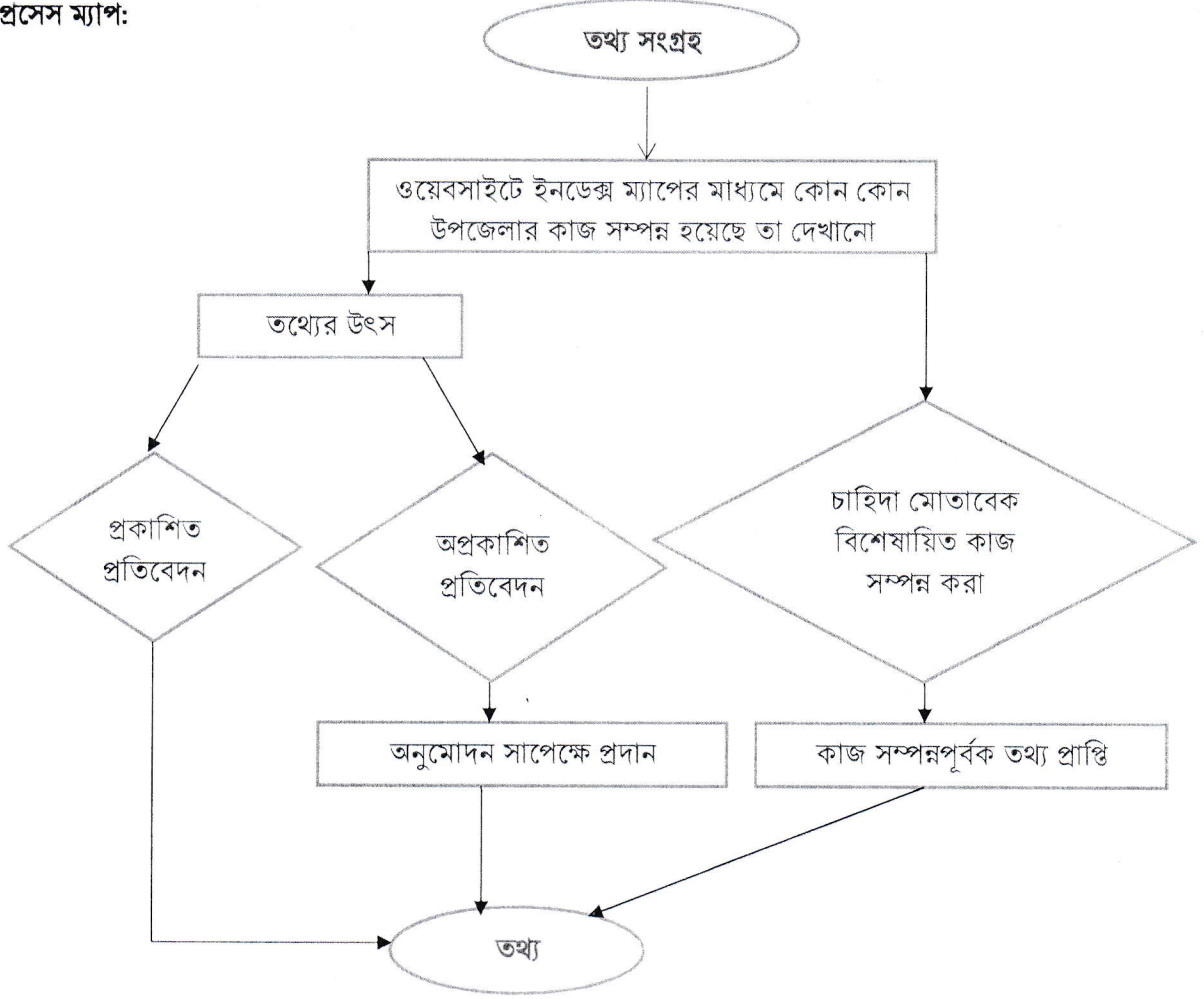 প্রসেস ম্যাপ:
তথ্য সংগ্রহ
ওয়েবসাইটে ইনডেক্স ম্যাপের মাধ্যমে কোন কোন
উপজেলার কাজ সম্পন্ন হয়েছে তা দেখানো
তথ্যের উৎস
প্রকাশিত
প্রতিবেদন
অপ্রকাশিত
প্রতিবেদন
চাহিদা মোতাবেক
বিশেষায়িত কাজ
সম্পন্ন করা
অনুমোদন সাপেক্ষে প্রদান
কাজ সম্পন্নপূর্বক তথ্য প্রাপ্তি
তথ্য